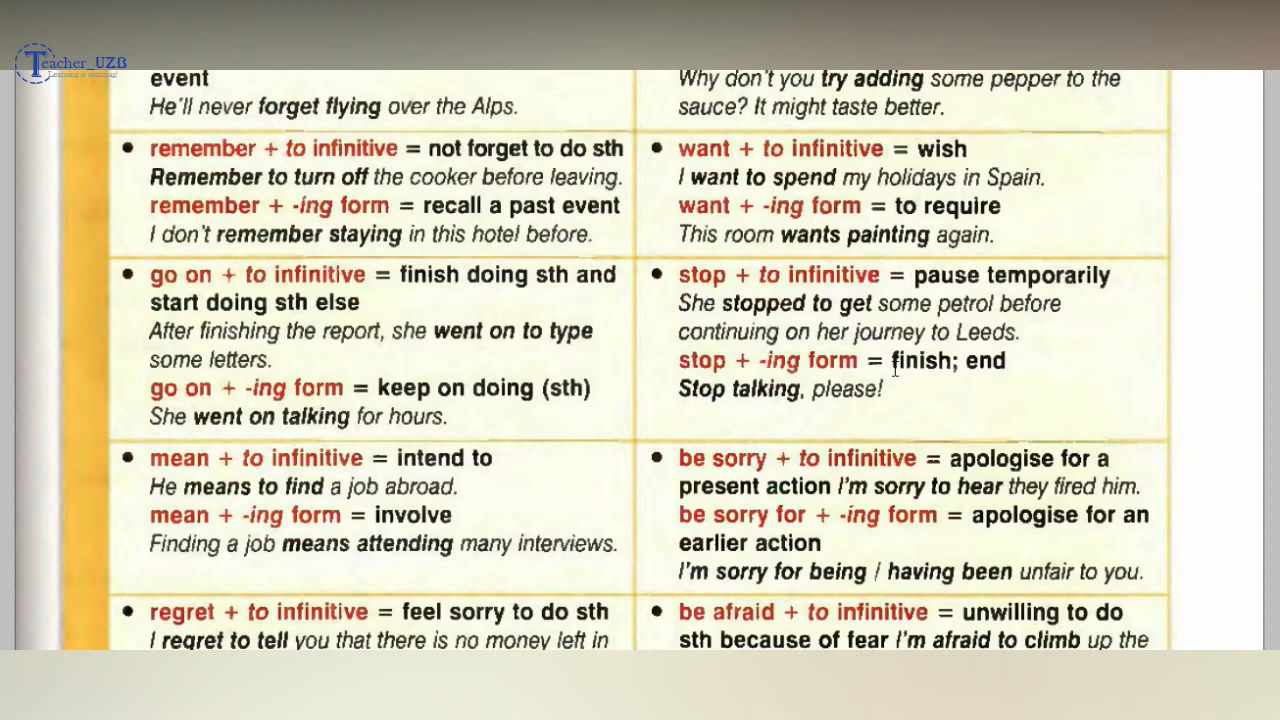 Teacher_UZB
Learning is amazing!
event
He'll never forget flying over the Alps.
Why don't you try adding some pepper to the
sauce? It might taste better.
• remember + to infinitive = not forget to do sth
Remember to turn off the cooker before leaving.
remember + -ing form = recall a past event
I don't remember staying in this hotel before.
• want + to infinitive = wish
I want to spend my holidays in Spain.
want + -ing form = to require
This room wants painting again.
• go on + to infinitive = finish doing sth and
start doing sth else
After finishing the report, she went on to type
some letters.
go on + -ing form = keep on doing (sth)
She went on talking for hours.
• stop + to infinitive = pause temporarily
She stopped to get some petrol before
continuing on her journey to Leeds.
stop + -ing form = finish; end
Stop talking, please!
• mean + to infinitive = intend to
He means to find a job abroad.
mean + -ing form = involve
Finding a job means attending many interviews.
• be sorry + to infinitive = apologise for a
present action I'm sorry to hear they fired him.
be sorry for + -ing form = apologise for an
earlier action
I'm sorry for being / having been unfair to you.
• regret + to infinitive = feel sorry to do sth
I regret to tell you that there is no money left in
• be afraid + to infinitive = unwilling to do
sth because of fear I'm afraid to climb up the